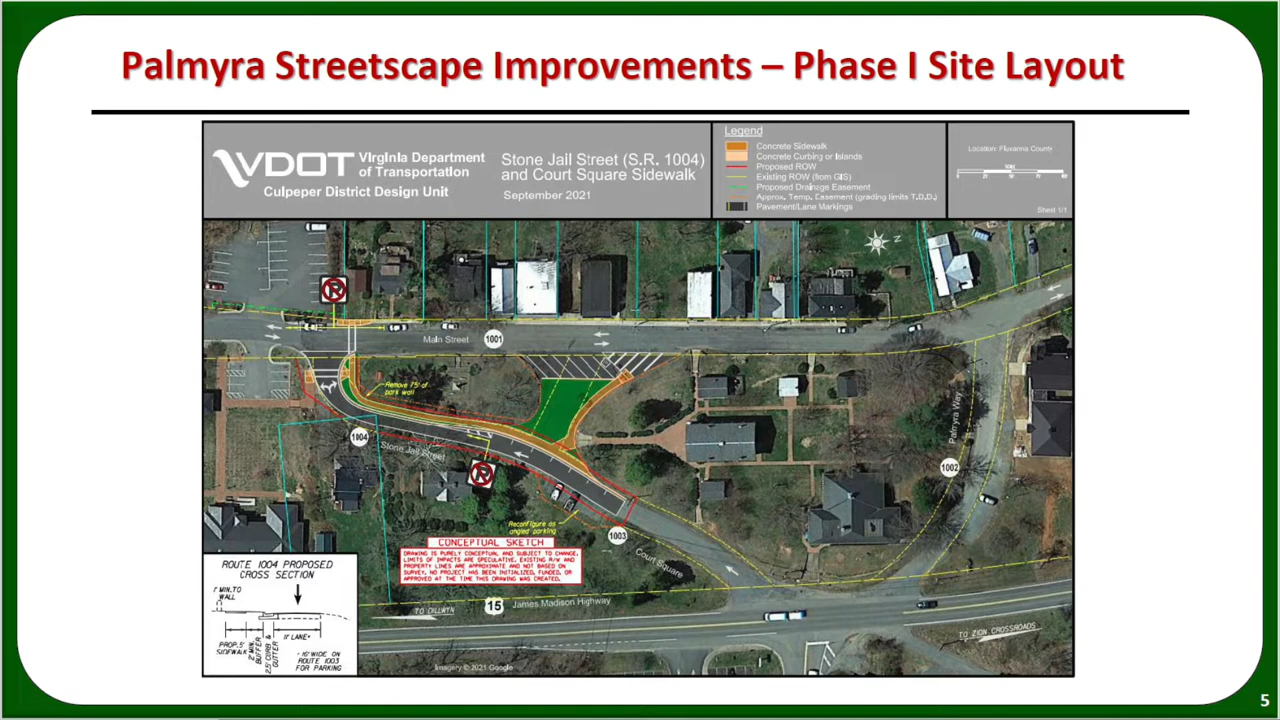 Palmyra Streetscape Improvements – Phase I Site Layout
VDOT
Virginia Department
of Transportation
Culpeper District Design Unit
Stone Jail Street (S.R. 1004)
and Court Square Sidewalk
September 2021
Legend
Concrete Sidewalk
Concrete Curbing or Islands
Proposed ROW
Existing ROW (from GIS)
Proposed Drainage Easement
Approx. Temp. Easement (grading limits T.D.D.)
Pavement/Lane Markings
Location: Fluvanna County
Sheet 1/1
N
P
Main Street
1001
Remove 75' of
park wall
1004
Stone Jail Street
P
Palmyra Way
1002
Reconfigure as
angled parking
1003
Court Square
CONCEPTUAL SKETCH
DRAWING IS PURELY CONCEPTUAL AND SUBJECT TO CHANGE.
LIMITS OF IMPACTS ARE SPECULATIVE. EXISTING R/W AND
PROPERTY LINES ARE APPROXIMATE AND NOT BASED ON
SURVEY. NO PROJECT HAS BEEN INITIALIZED, FUNDED, OR
APPROVED AT THE TIME THIS DRAWING WAS CREATED.
ROUTE 1004 PROPOSED
CROSS SECTION
1' MIN. TO
WALL
PROP. 5'
SIDEWALK
2' MIN.
BUFFER
2.5' CURB &
GUTTER
11' LANE*
- 16' WIDE ON
ROUTE 1003
FOR PARKING
TO DILLWYN
15
James Madison Highway
TO ZION CROSSROADS
Imagery © 2021 Google
5